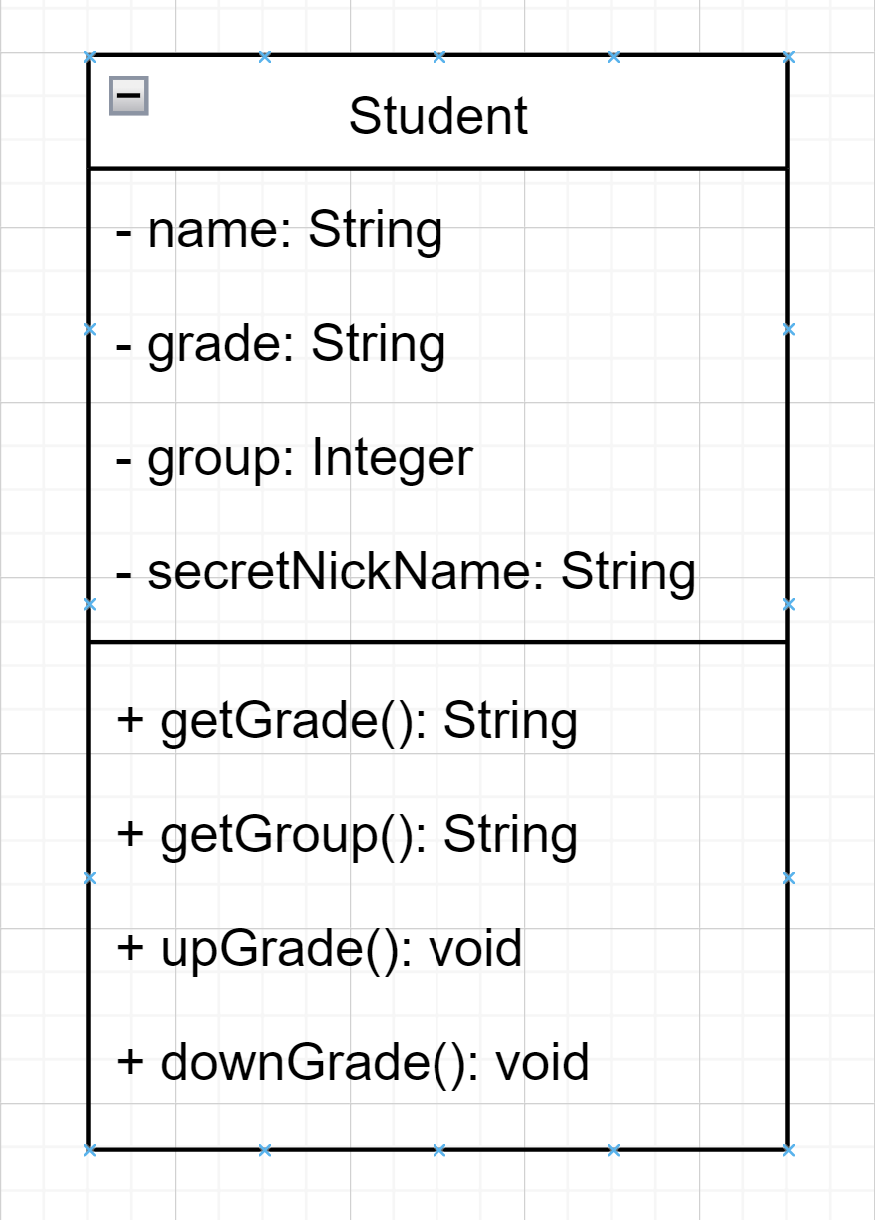 Student
- name: String
- grade: String
- group: Integer
- secretNickName: String
+ getGrade(): String
+ getGroup(): String
+ upGrade(): void
+ downGrade(): void